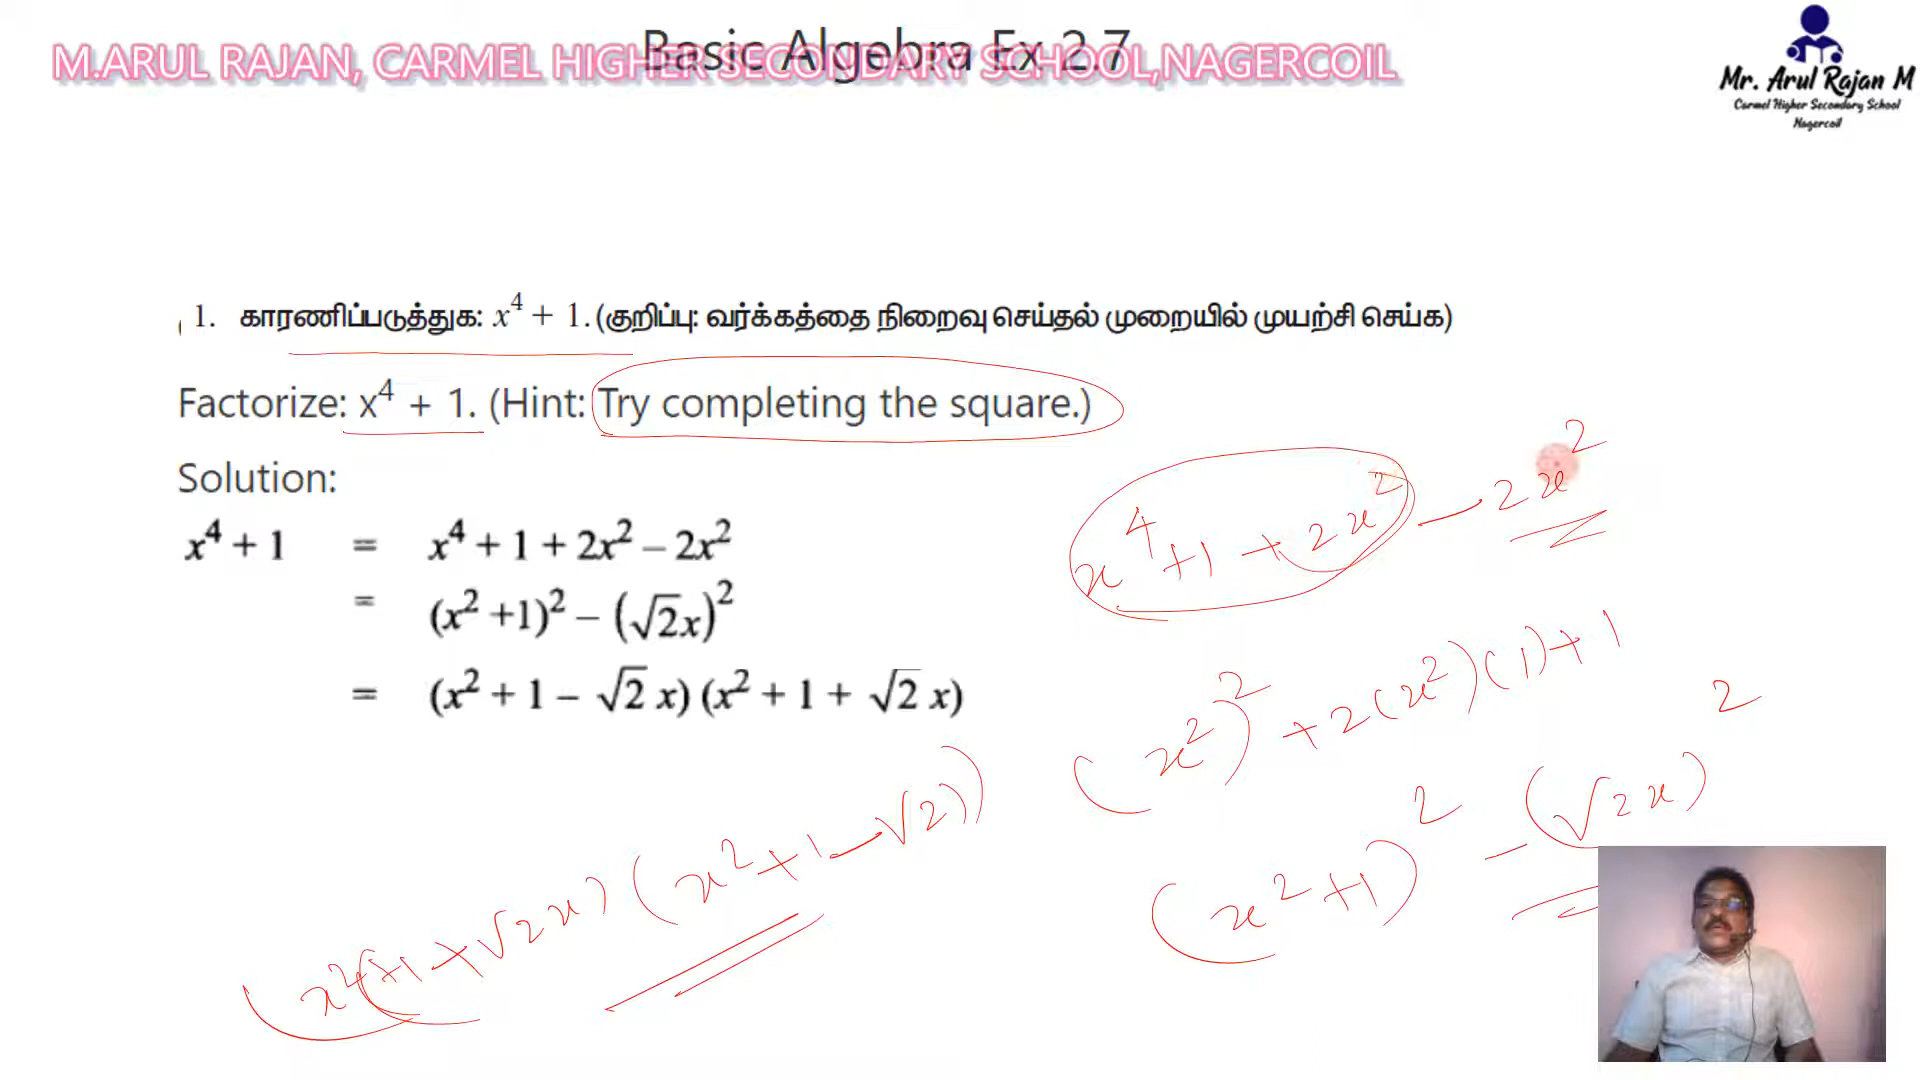 Basic Algebra Ex 2.7
M.ARUL RAJAN, CARMEL HIGHER SECONDARY SCHOOL,NAGERCOIL
Mr. Arul Rajan M
Carmel Higher Secondary School
Nagercoil
1. காரணிப்படுத்துக: x⁴ + 1. (குறிப்பு: வர்க்கத்தை நிறைவு செய்தல் முறையில் முயற்சி செய்க)
Factorize: x⁴ + 1. (Hint: Try completing the square.)
Solution:
x⁴ + 1 = x⁴ + 1 + 2x² – 2x²
= (x² +1)² – (√2x)²
= (x² + 1 – √2 x) (x² + 1 + √2 x)
x⁴ +1 + 2x² – 2x²
(x²)² + 2(x²)(1) + 1
(x² +1)² – (√2x)²
(x² +1 + √2x) (x² +1 – √2))